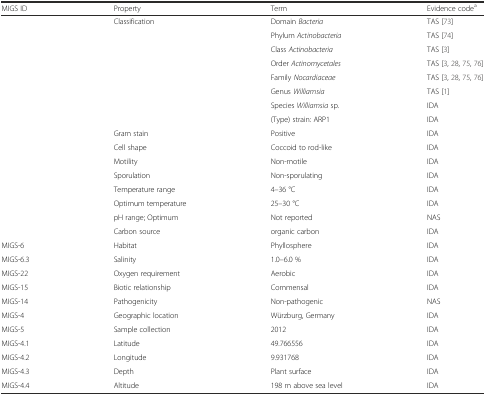 MIGS ID Property Term Evidence codeᵃ
Classification Domain Bacteria TAS [73]
Phylum Actinobacteria TAS [74]
Class Actinobacteria TAS [3]
Order Actinomycetales TAS [3, 28, 75, 76]
Family Nocardiaceae TAS [3, 28, 75, 76]
Genus Williamsia TAS [1]
Species Williamsia sp. IDA
(Type) strain: ARP1 IDA
Gram stain Positive IDA
Cell shape Coccoid to rod-like IDA
Motility Non-motile IDA
Sporulation Non-sporulating IDA
Temperature range 4–36 °C IDA
Optimum temperature 25–30 °C IDA
pH range; Optimum Not reported NAS
Carbon source organic carbon IDA
MIGS-6 Habitat Phyllosphere IDA
MIGS-6.3 Salinity 1.0–6.0 % IDA
MIGS-22 Oxygen requirement Aerobic IDA
MIGS-15 Biotic relationship Commensal IDA
MIGS-14 Pathogenicity Non-pathogenic NAS
MIGS-4 Geographic location Würzburg, Germany IDA
MIGS-5 Sample collection 2012 IDA
MIGS-4.1 Latitude 49.766556 IDA
MIGS-4.2 Longitude 9.931768 IDA
MIGS-4.3 Depth Plant surface IDA
MIGS-4.4 Altitude 198 m above sea level IDA